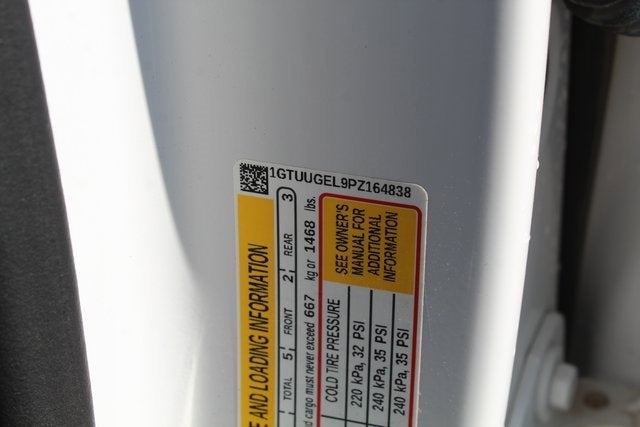 1GTUUGEL9PZ164838
E AND LOADING INFORMATION
TOTAL 5 FRONT 2 REAR 3
d cargo must never exceed 667 kg or 1468 lbs.
COLD TIRE PRESSURE
220 kPa, 32 PSI
240 kPa, 35 PSI
240 kPa, 35 PSI
SEE OWNER'S
MANUAL FOR
ADDITIONAL
INFORMATION